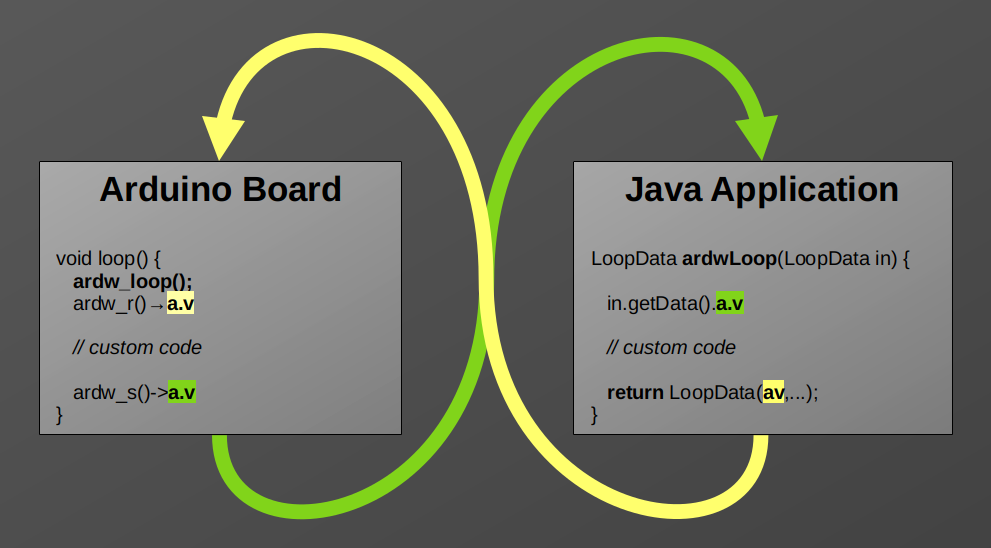 Arduino Board
void loop() {
ardw_loop();
ardw_r()→a.v
// custom code
ardw_s()->a.v
}
Java Application
LoopData ardwLoop(LoopData in) {
in.getData().a.v
// custom code
return LoopData(av,...);
}